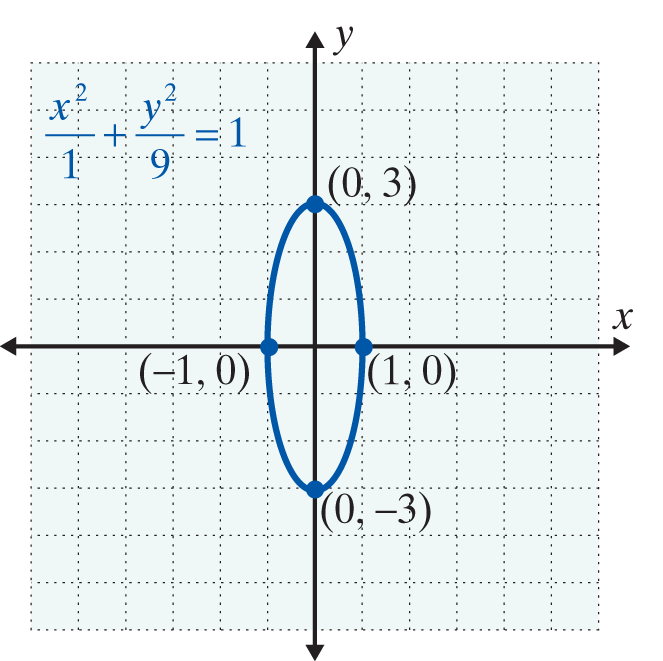 y
x²/1 + y²/9 = 1
(0, 3)
x
(–1, 0)
(1, 0)
(0, –3)